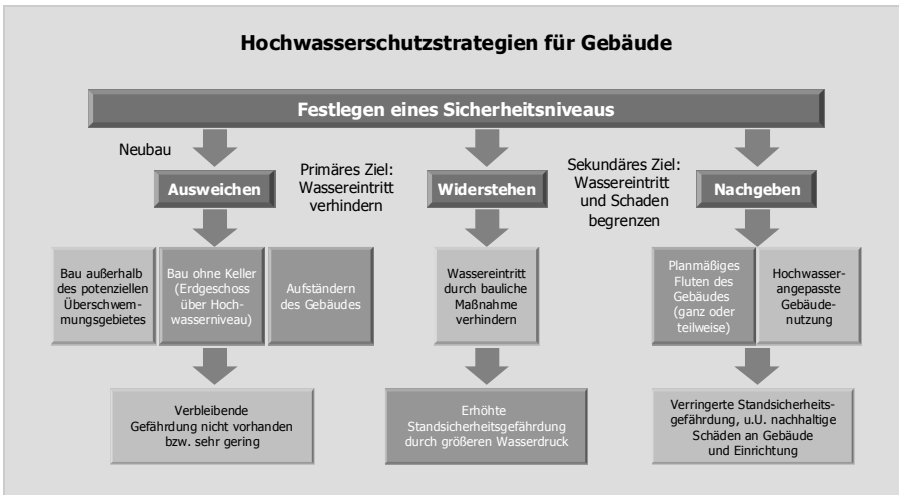 Hochwasserschutzstrategien für Gebäude
Festlegen eines Sicherheitsniveaus
Neubau
Ausweichen
Primäres Ziel:
Wassereintritt
verhindern
Widerstehen
Sekundäres Ziel:
Wassereintritt
und Schaden
begrenzen
Nachgeben
Bau außerhalb
des potenziellen
Überschwem-
mungsgebietes
Bau ohne Keller
(Erdgeschoss
über Hoch-
wasserniveau)
Aufständern
des Gebäudes
Wassereintritt
durch bauliche
Maßnahme
verhindern
Planmäßiges
Fluten des
Gebäudes
(ganz oder
teilweise)
Hochwasser-
angepasste
Gebäude-
nutzung
Verbleibende
Gefährdung nicht vorhanden
bzw. sehr gering
Erhöhte
Standsicherheitsgefährdung
durch größeren Wasserdruck
Verringerte Standsicherheits-
gefährdung, u.U. nachhaltige
Schäden an Gebäude
und Einrichtung